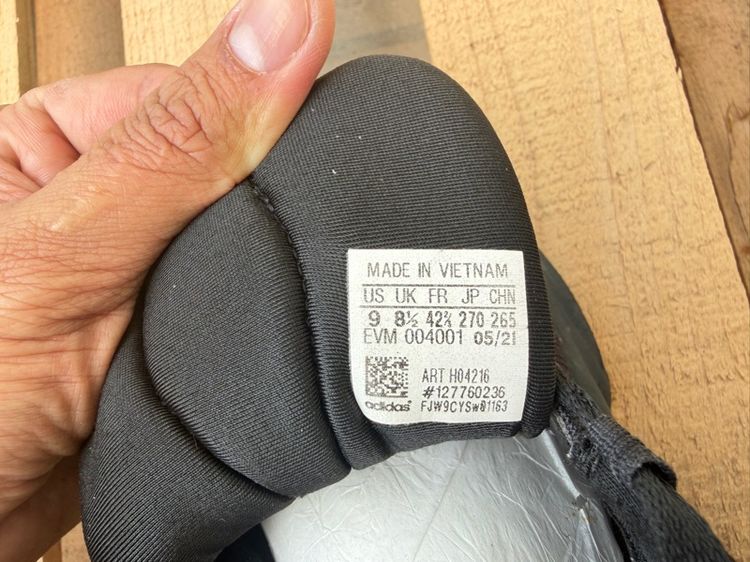 MADE IN VIETNAM
US UK FR JP CHN
9 8½ 42⅔ 270 265
EVM 004001 05/21
ART H04216
#127760236
adidas FJW9CYSW01163